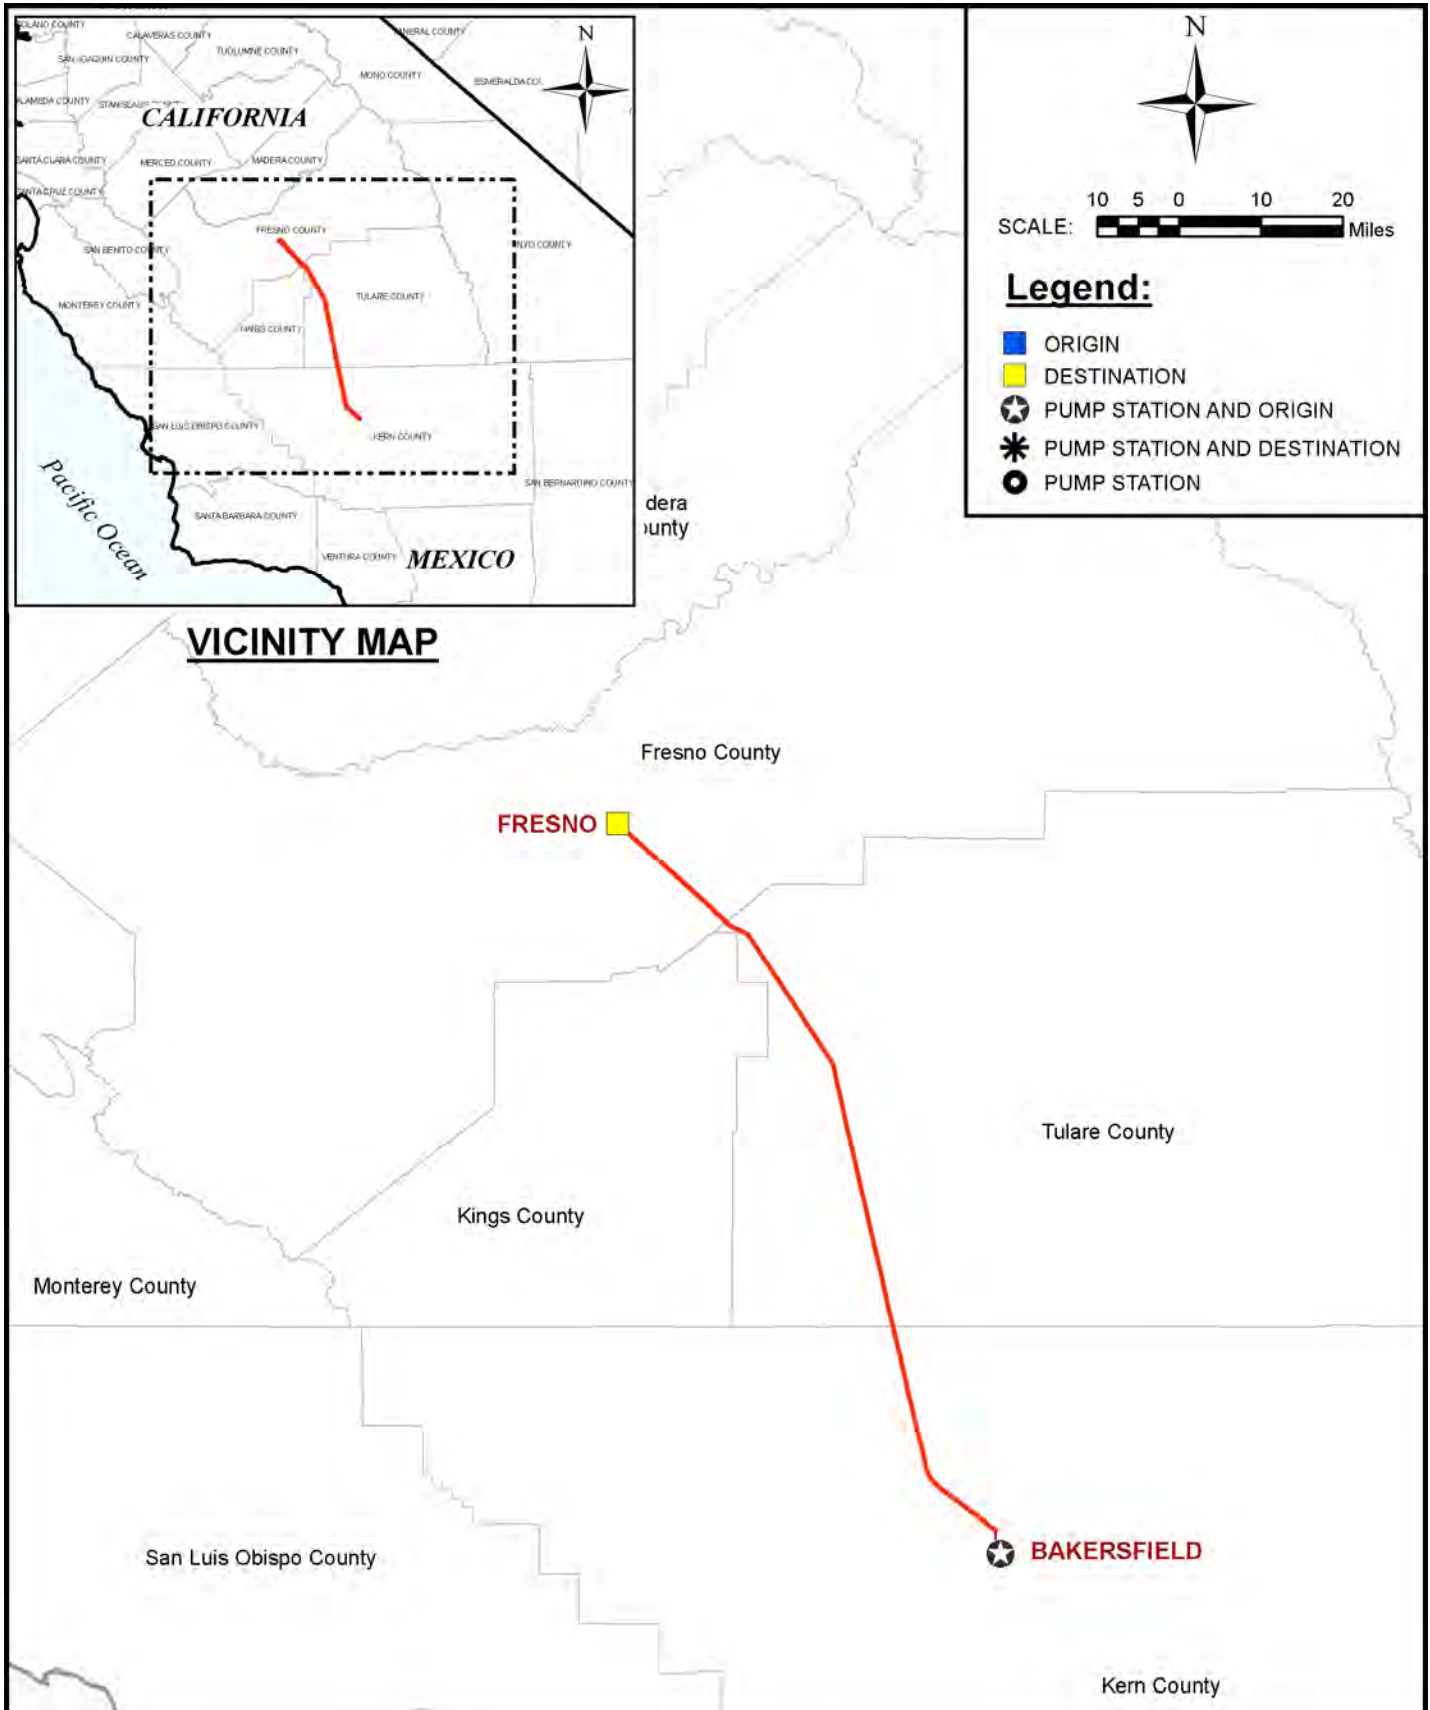 CALAVERAS COUNTY
TUOLUMNE COUNTY
SAN JOAQUIN COUNTY
MONO COUNTY
ALAMEDA COUNTY
CALIFORNIA
N
SANTA CLARA COUNTY
MERCED COUNTY
MADERA COUNTY
SANTA CRUZ COUNTY
FRESNO COUNTY
SAN BENITO COUNTY
NYO COUNTY
MONTEREY COUNTY
TULARE COUNTY
KINGS COUNTY
SAN LUIS OBISPO COUNTY
KERN COUNTY
Pacific Ocean
SAN BERNARDINO COUNTY
SANTA BARBARA COUNTY
VENTURA COUNTY
MEXICO
VICINITY MAP
N
10 5 0 10 20
SCALE: Miles
Legend:
ORIGIN
DESTINATION
PUMP STATION AND ORIGIN
PUMP STATION AND DESTINATION
PUMP STATION
dera
ounty
Fresno County
FRESNO
Tulare County
Kings County
Monterey County
BAKERSFIELD
San Luis Obispo County
Kern County